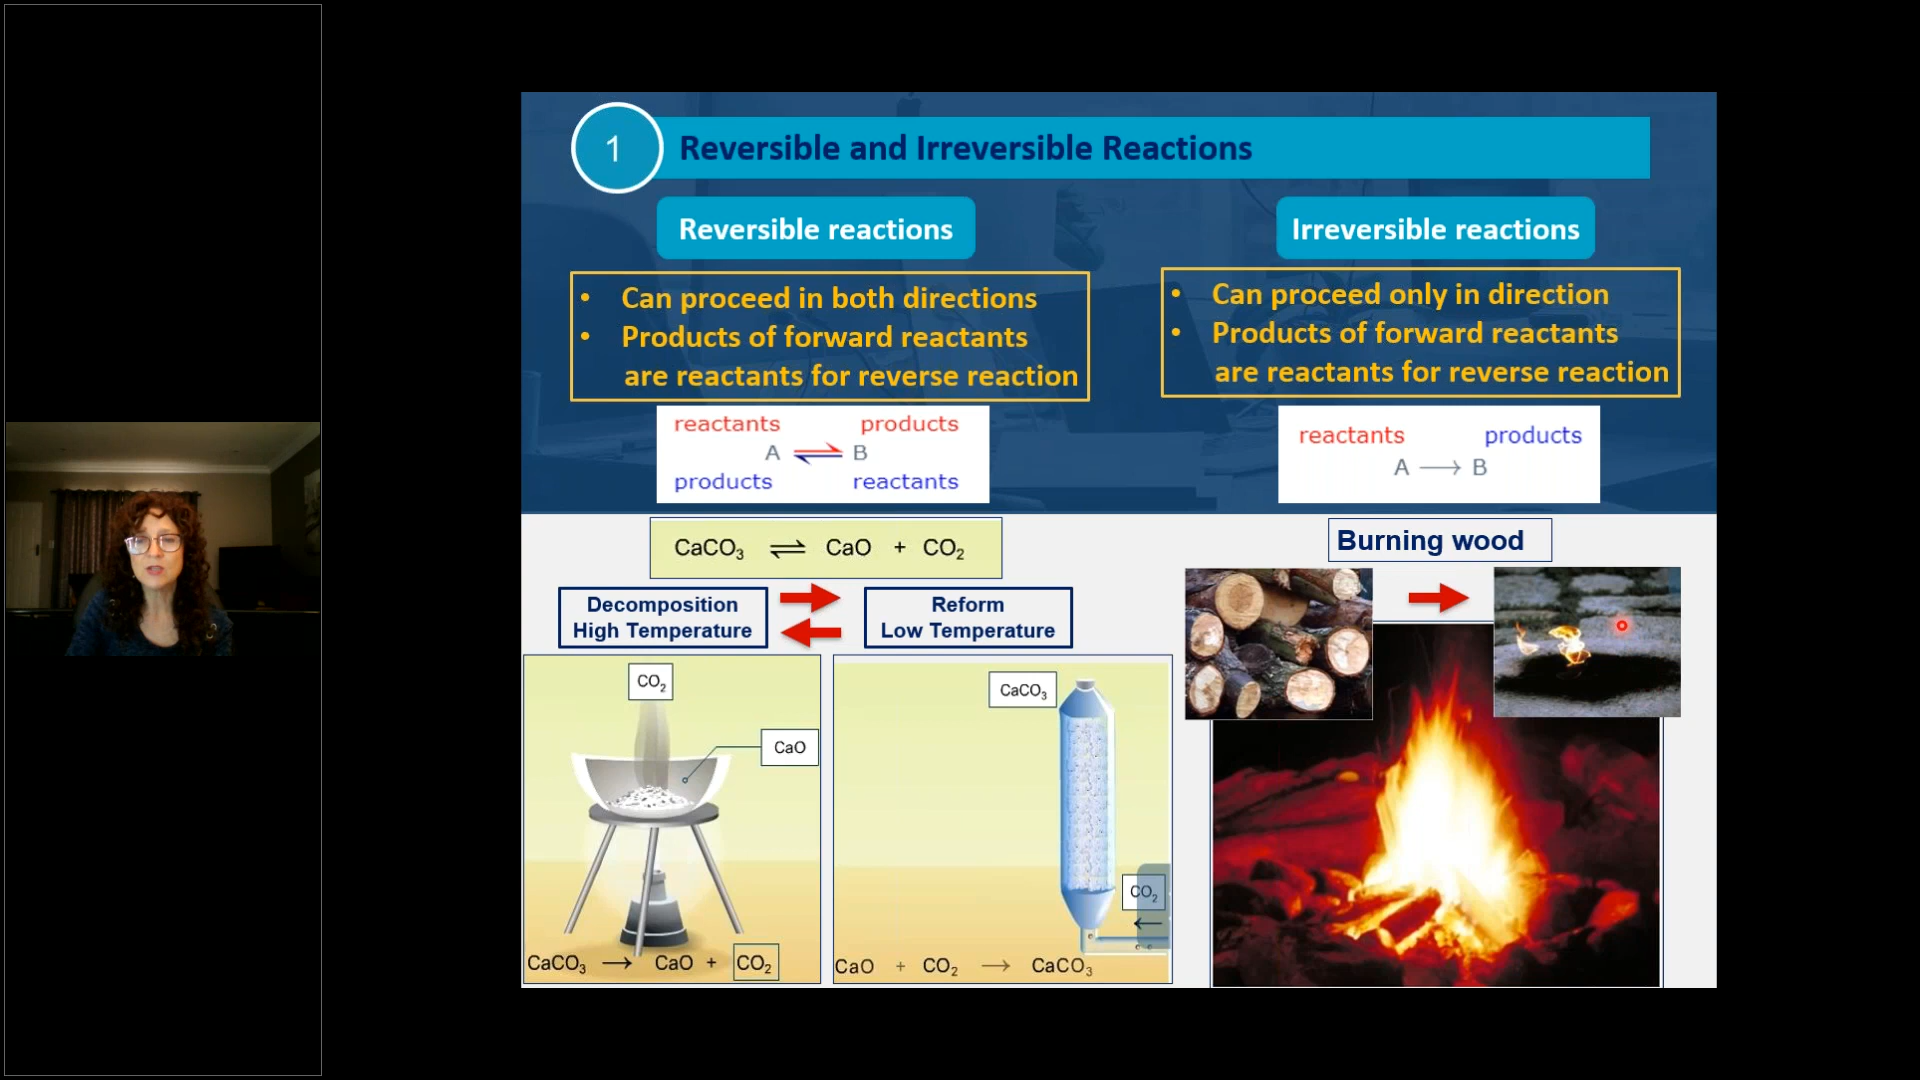 1
Reversible and Irreversible Reactions
Reversible reactions
• Can proceed in both directions
• Products of forward reactants
are reactants for reverse reaction
reactants products
A ⇌ B
products reactants
CaCO₃ ⇌ CaO + CO₂
Decomposition
High Temperature
Reform
Low Temperature
CO₂
CaO
CaCO₃ → CaO + CO₂
CaCO₃
CO₂
←
CaO + CO₂ → CaCO₃
Irreversible reactions
• Can proceed only in direction
• Products of forward reactants
are reactants for reverse reaction
reactants products
A → B
Burning wood